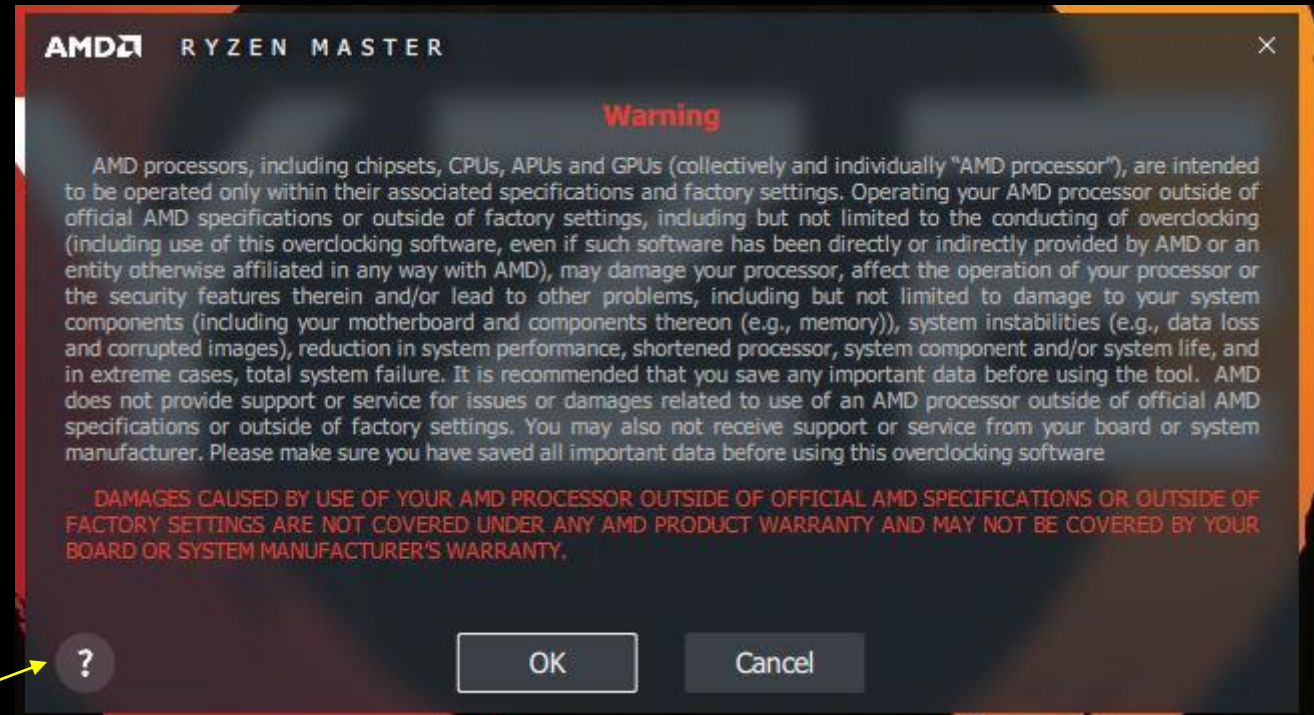 AMD RYZEN MASTER
Warning
AMD processors, including chipsets, CPUs, APUs and GPUs (collectively and individually “AMD processor”), are intended
to be operated only within their associated specifications and factory settings. Operating your AMD processor outside of
official AMD specifications or outside of factory settings, including but not limited to the conducting of overclocking
(including use of this overclocking software, even if such software has been directly or indirectly provided by AMD or an
entity otherwise affiliated in any way with AMD), may damage your processor, affect the operation of your processor or
the security features therein and/or lead to other problems, including but not limited to damage to your system
components (including your motherboard and components thereon (e.g., memory)), system instabilities (e.g., data loss
and corrupted images), reduction in system performance, shortened processor, system component and/or system life, and
in extreme cases, total system failure. It is recommended that you save any important data before using the tool. AMD
does not provide support or service for issues or damages related to use of an AMD processor outside of official AMD
specifications or outside of factory settings. You may also not receive support or service from your board or system
manufacturer. Please make sure you have saved all important data before using this overclocking software
DAMAGES CAUSED BY USE OF YOUR AMD PROCESSOR OUTSIDE OF OFFICIAL AMD SPECIFICATIONS OR OUTSIDE OF
FACTORY SETTINGS ARE NOT COVERED UNDER ANY AMD PRODUCT WARRANTY AND MAY NOT BE COVERED BY YOUR
BOARD OR SYSTEM MANUFACTURER'S WARRANTY.
? OK Cancel